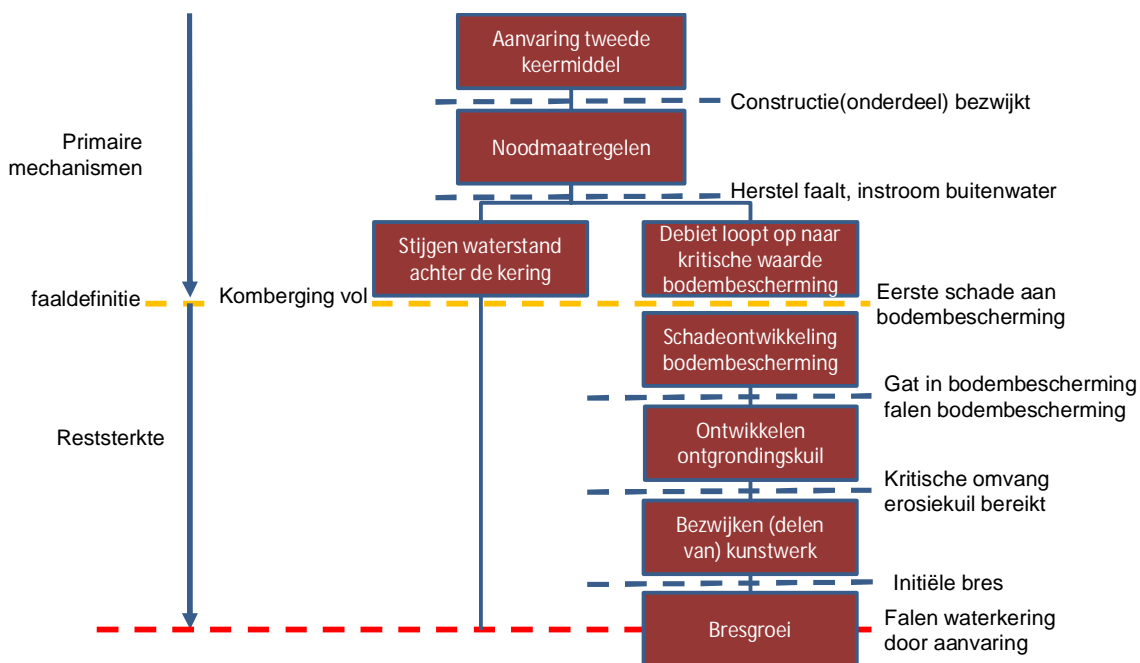 Aanvaring tweede
keermiddel
Constructie(onderdeel) bezwijkt
Primaire
mechanismen
Noodmaatregelen
Herstel faalt, instroom buitenwater
Stijgen waterstand
achter de kering
Debiet loopt op naar
kritische waarde
bodembescherming
faaldefinitie
Komberging vol
Eerste schade aan
bodembescherming
Schadeontwikkeling
bodembescherming
Gat in bodembescherming
falen bodembescherming
Reststerkte
Ontwikkelen
ontgrondingskuil
Kritische omvang
erosiekuil bereikt
Bezwijken (delen
van) kunstwerk
Initiële bres
Bresgroei
Falen waterkering
door aanvaring